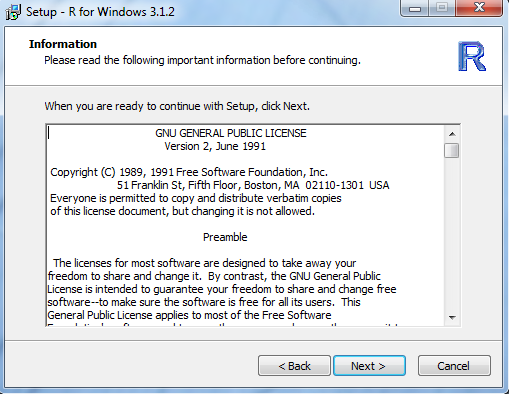 Setup - R for Windows 3.1.2
Information
Please read the following important information before continuing.
R
When you are ready to continue with Setup, click Next.
GNU GENERAL PUBLIC LICENSE
Version 2, June 1991
Copyright (C) 1989, 1991 Free Software Foundation, Inc.
51 Franklin St, Fifth Floor, Boston, MA 02110-1301 USA
Everyone is permitted to copy and distribute verbatim copies
of this license document, but changing it is not allowed.
Preamble
The licenses for most software are designed to take away your
freedom to share and change it. By contrast, the GNU General Public
License is intended to guarantee your freedom to share and change free
software--to make sure the software is free for all its users. This
General Public License applies to most of the Free Software
< Back
Next >
Cancel